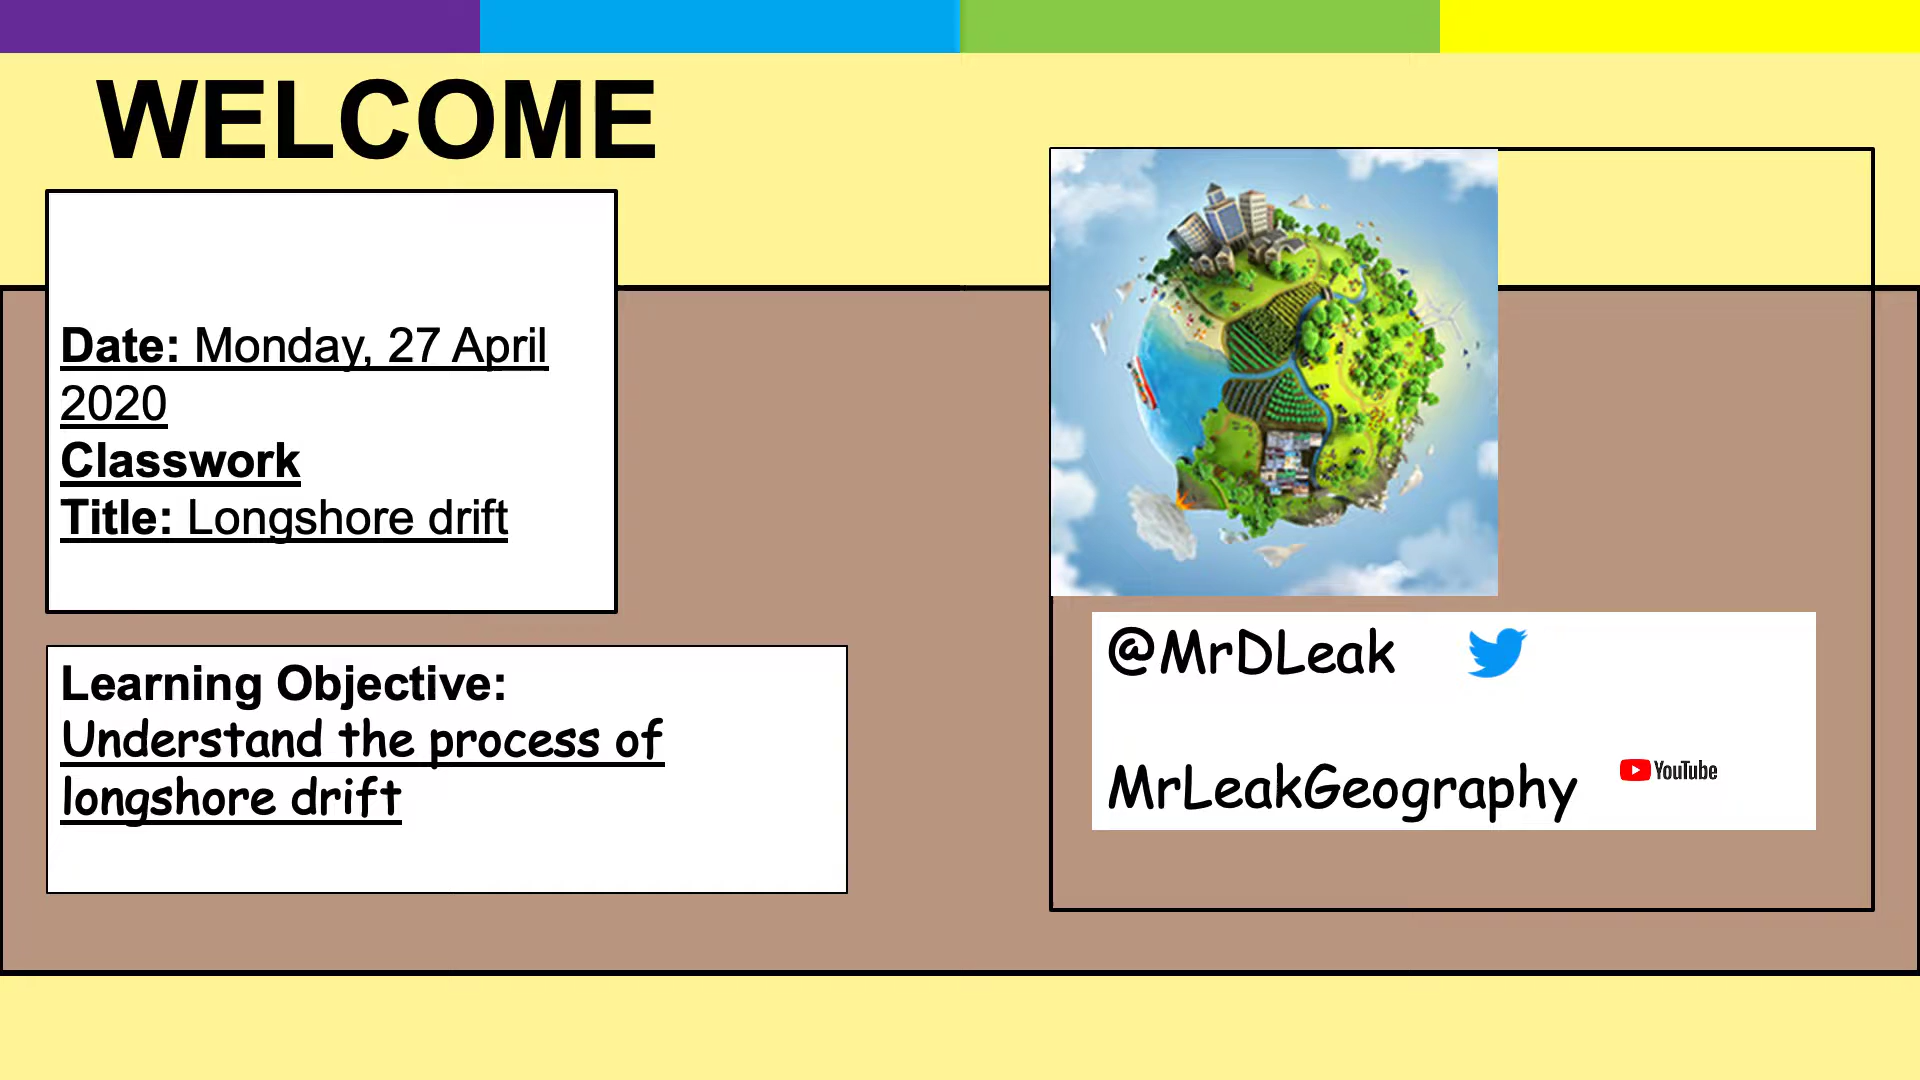 WELCOME
Date: Monday, 27 April
2020
Classwork
Title: Longshore drift
Learning Objective:
Understand the process of
longshore drift
@MrDLeak
MrLeakGeography
YouTube